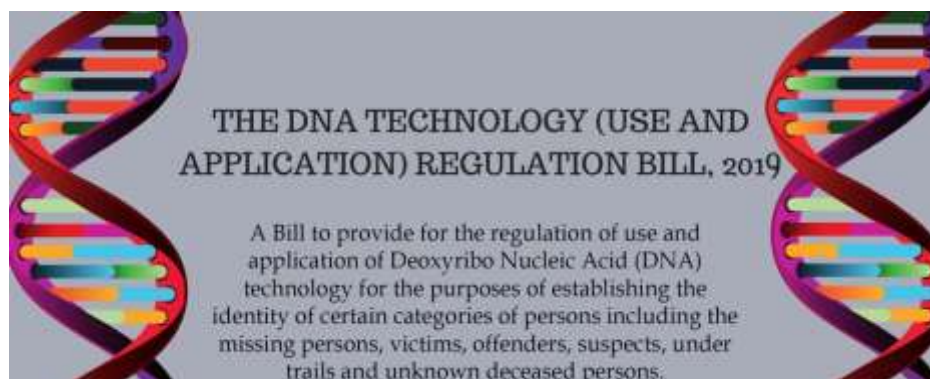 THE DNA TECHNOLOGY (USE AND
APPLICATION) REGULATION BILL, 2019
A Bill to provide for the regulation of use and
application of Deoxyribo Nucleic Acid (DNA)
technology for the purposes of establishing the
identity of certain categories of persons including the
missing persons, victims, offenders, suspects, under
trails and unknown deceased persons.